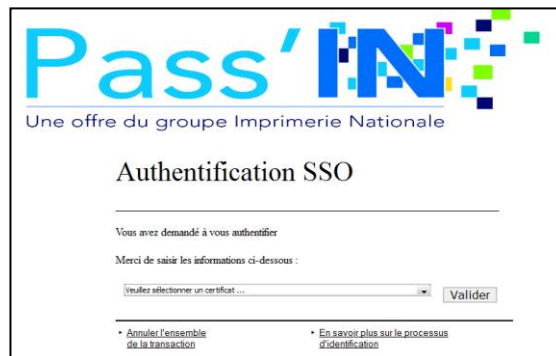 Pass'IN
Une offre du groupe Imprimerie Nationale
Authentification SSO
Vous avez demandé à vous authentifier
Merci de saisir les informations ci-dessous :
Veuillez sélectionner un certificat ...
Valider
Annuler l'ensemble
de la transaction
En savoir plus sur le processus
d'identification